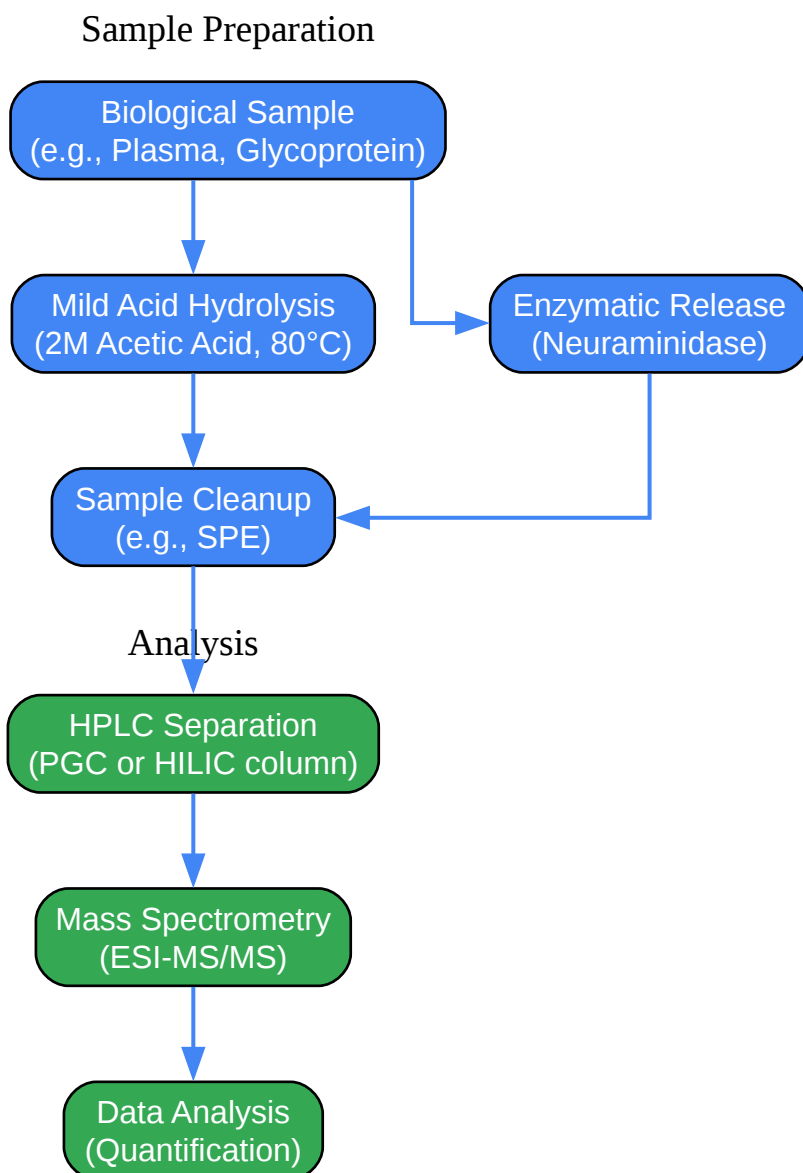 Sample Preparation
Biological Sample
(e.g., Plasma, Glycoprotein)
Mild Acid Hydrolysis
(2M Acetic Acid, 80°C)
Enzymatic Release
(Neuraminidase)
Sample Cleanup
(e.g., SPE)
Analysis
HPLC Separation
(PGC or HILIC column)
Mass Spectrometry
(ESI-MS/MS)
Data Analysis
(Quantification)